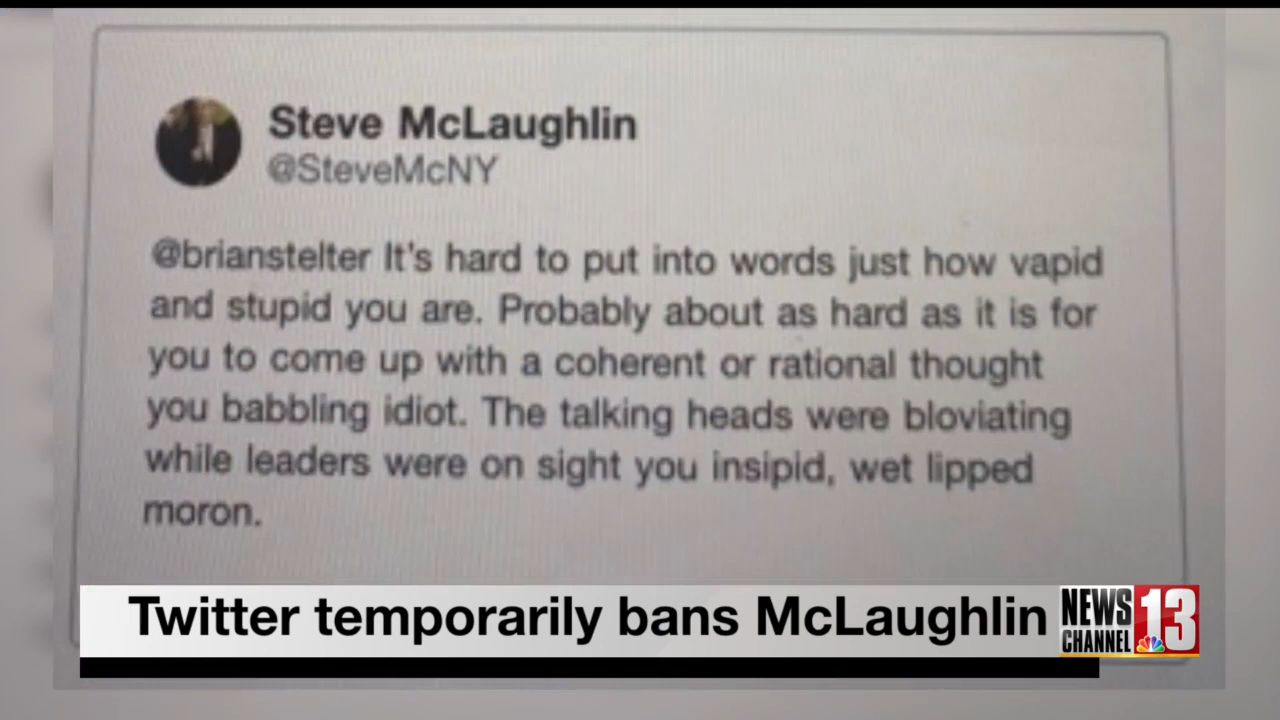 Steve McLaughlin
@SteveMcNY
@brianstelter It's hard to put into words just how vapid
and stupid you are. Probably about as hard as it is for
you to come up with a coherent or rational thought
you babbling idiot. The talking heads were bloviating
while leaders were on sight you insipid, wet lipped
moron.
Twitter temporarily bans McLaughlin
NEWS
CHANNEL
13